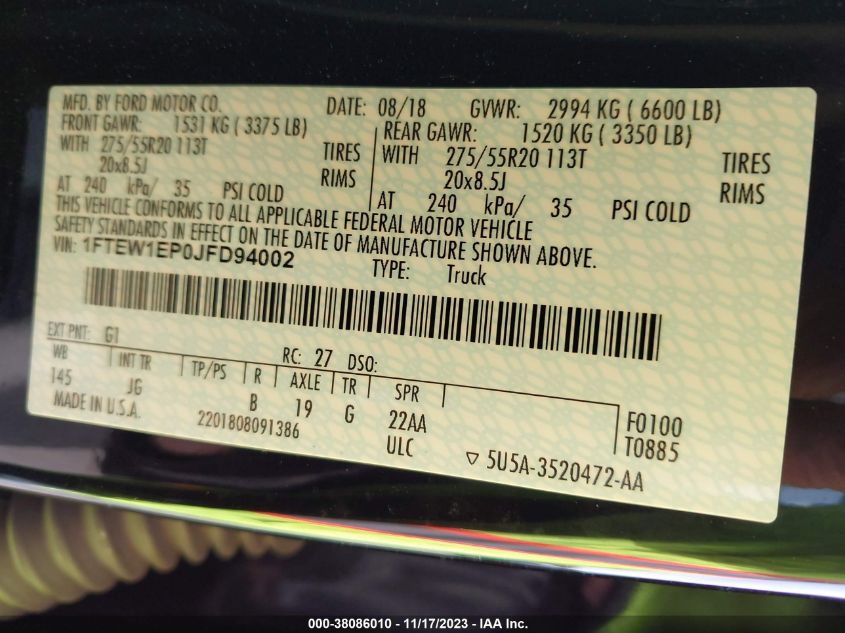 MFD. BY FORD MOTOR CO. DATE: 08/18 GVWR: 2994 KG ( 6600 LB)
FRONT GAWR: 1531 KG ( 3375 LB) REAR GAWR: 1520 KG ( 3350 LB)
WITH 275/55R20 113T TIRES WITH 275/55R20 113T TIRES
20x8.5J RIMS 20x8.5J RIMS
AT 240 kPa/ 35 PSI COLD AT 240 kPa/ 35 PSI COLD
THIS VEHICLE CONFORMS TO ALL APPLICABLE FEDERAL MOTOR VEHICLE
SAFETY STANDARDS IN EFFECT ON THE DATE OF MANUFACTURE SHOWN ABOVE.
VIN: 1FTEW1EP0JFD94002 TYPE: Truck
EXT PNT: G1 RC: 27 DSO:
WB INT TR TP/PS R AXLE TR SPR
145 JG B 19 G 22AA F0100
MADE IN U.S.A. 2201808091386 ULC T0885
▽ 5U5A-3520472-AA
000-38086010 - 11/17/2023 - IAA Inc.